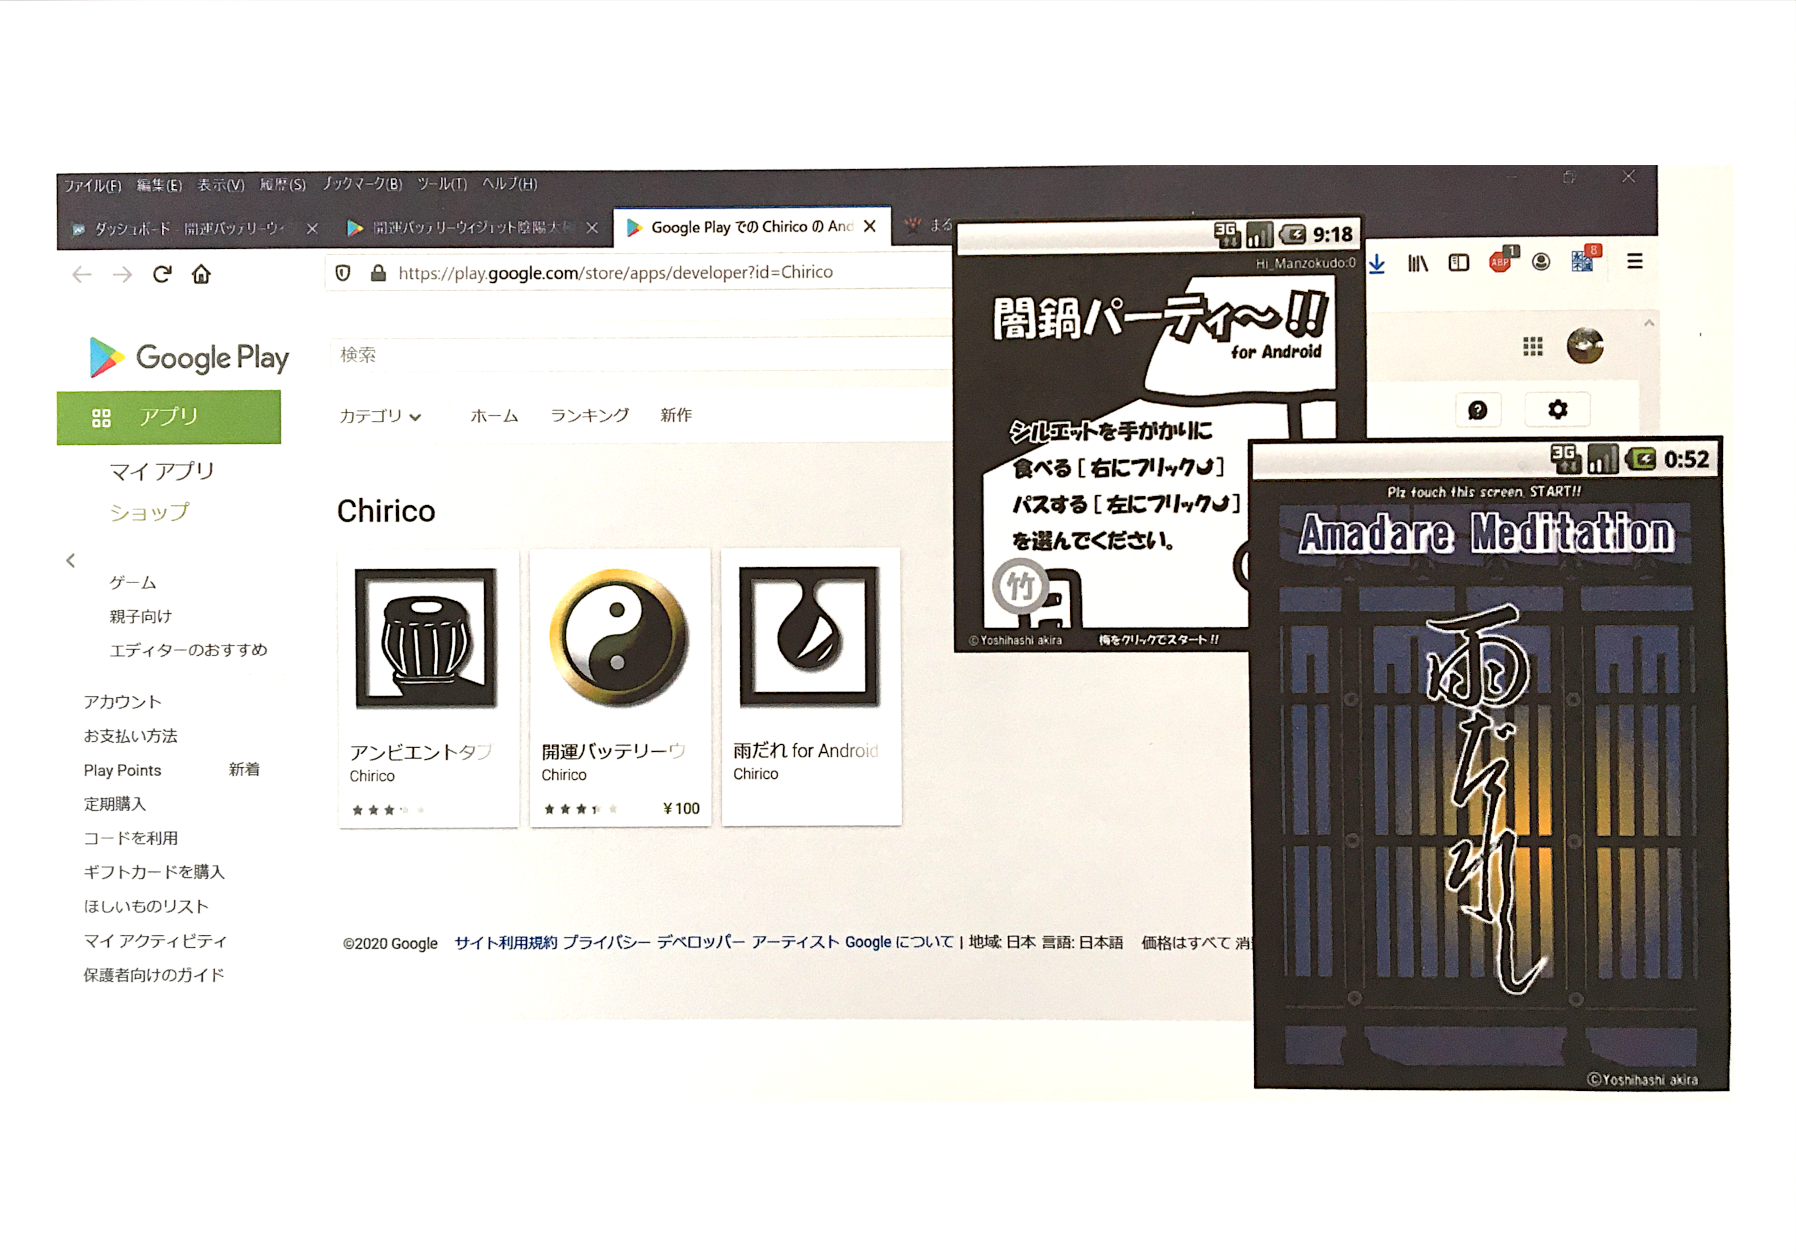 ファイル(F) 編集(E) 表示(V) 履歴(S) ブックマーク(B) ツール(T) ヘルプ(H)
ダッシュボード - 開運バッテリーウィ
開運バッテリーウィジェット陰陽太極
Google Play での Chirico の And
まる
https://play.google.com/store/apps/developer?id=Chirico
ABP
1
8
Google Play
検索
アプリ
カテゴリ ホーム ランキング 新作
マイ アプリ
ショップ
ゲーム
親子向け
エディターのおすすめ
アカウント
お支払い方法
Play Points 新着
定期購入
コードを利用
ギフトカードを購入
ほしいものリスト
マイ アクティビティ
保護者向けのガイド
Chirico
アンビエントタブ
Chirico
開運バッテリーウ
Chirico
¥100
雨だれ for Android
Chirico
©2020 Google サイト利用規約 プライバシー デベロッパー アーティスト Google について | 地域: 日本 言語: 日本語 価格はすべて 消
3G 9:18
Hi_Manzokudo:0
闇鍋パーティ〜!!
for Android
シルエットを手がかりに
食べる [ 右にフリック ]
パスする [ 左にフリック ]
を選んでください。
竹
©Yoshihashi akira 梅をクリックでスタート!!
3G 0:52
Plz touch this screen START!!
Amadare Meditation
雨だれ
©Yoshihashi akira